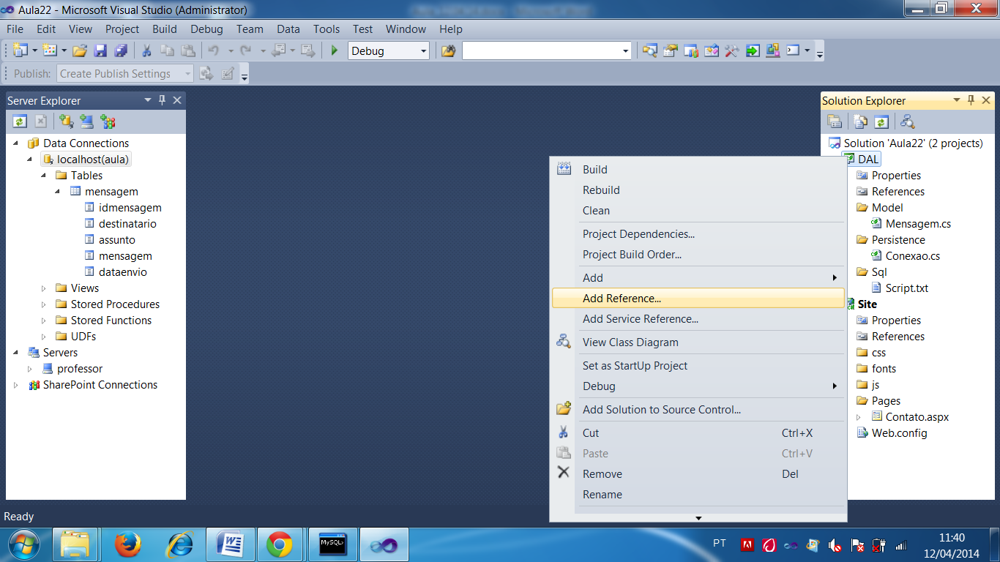 Aula22 - Microsoft Visual Studio (Administrator)
File Edit View Project Build Debug Team Data Tools Test Window Help
Debug
Publish: Create Publish Settings
Server Explorer
Data Connections
localhost(aula)
Tables
mensagem
idmensagem
destinatario
assunto
mensagem
dataenvio
Views
Stored Procedures
Stored Functions
UDFs
Servers
professor
SharePoint Connections
Build
Rebuild
Clean
Project Dependencies...
Project Build Order...
Add
Add Reference...
Add Service Reference...
View Class Diagram
Set as StartUp Project
Debug
Add Solution to Source Control...
Cut Ctrl+X
Paste Ctrl+V
Remove Del
Rename
Solution Explorer
Solution 'Aula22' (2 projects)
DAL
Properties
References
Model
Mensagem.cs
Persistence
Conexao.cs
Sql
Script.txt
Site
Properties
References
css
fonts
js
Pages
Contato.aspx
Web.config
Ready
MySQL>
PT
11:40
12/04/2014